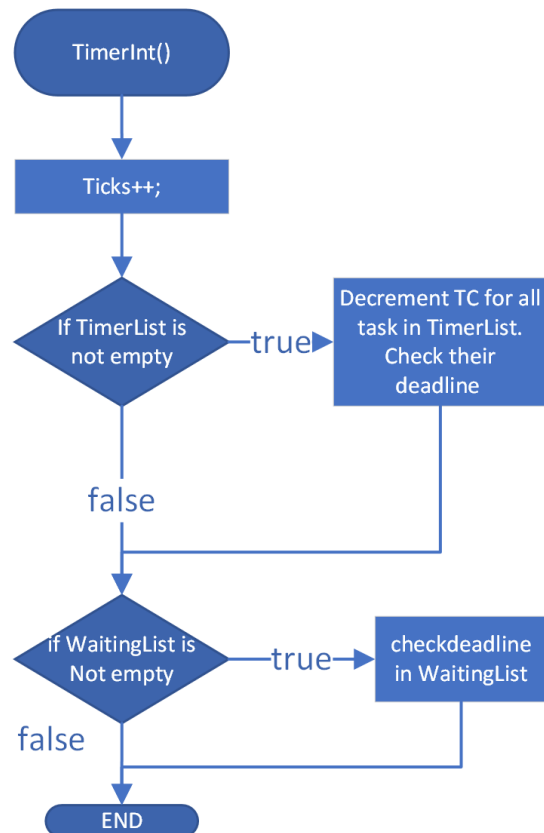 TimerInt()
Ticks++;
If TimerList is
not empty
true
Decrement TC for all
task in TimerList.
Check their
deadline
false
if WaitingList is
Not empty
true
checkdeadline
in WaitingList
false
END